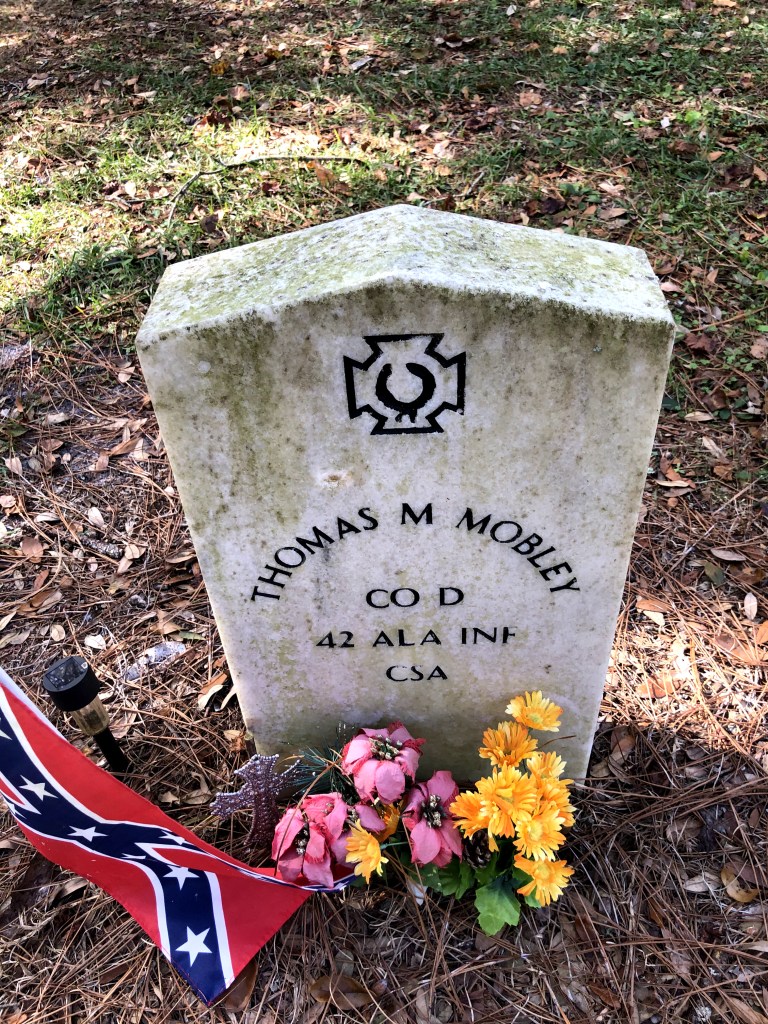 THOMAS M MOBLEY
CO D
42 ALA INF
CSA